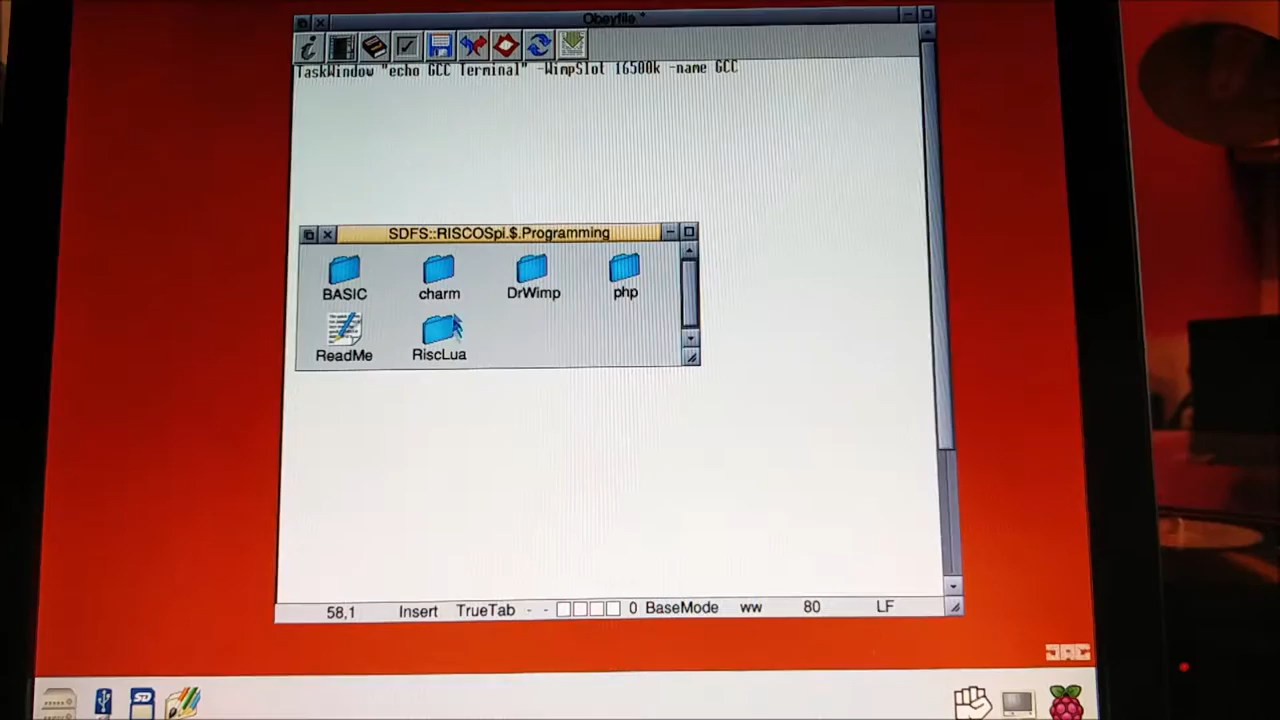 Obeyfile *
TaskWindow "echo GCC Terminal" -WimpSlot 16500k -name GCC
SDFS::RISCOSpi.$.Programming
BASIC charm DrWimp php
ReadMe RiscLua
58,1 Insert TrueTab - - 0 BaseMode ww 80 LF
JAG
SD